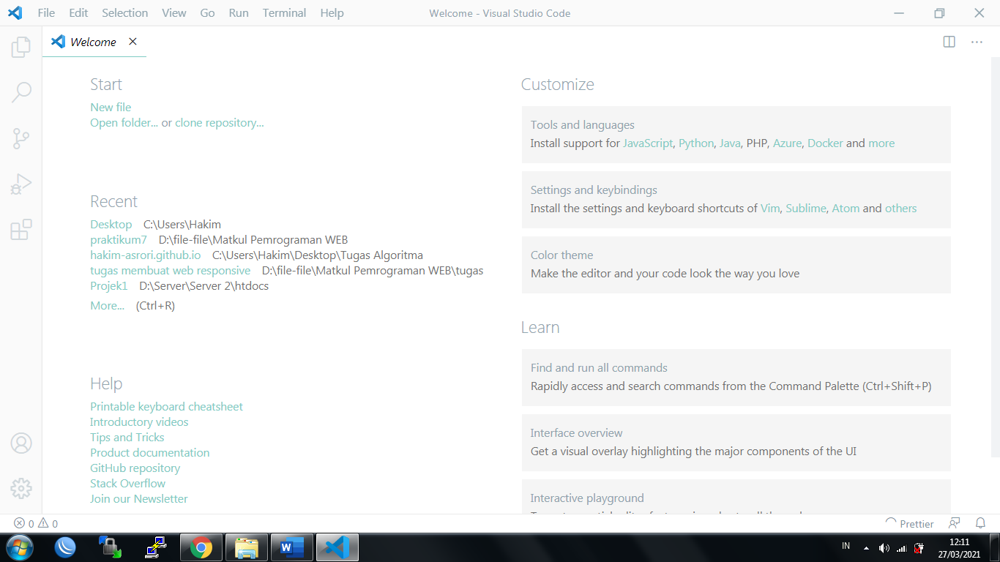 File Edit Selection View Go Run Terminal Help Welcome - Visual Studio Code
Welcome
Start
New file
Open folder... or clone repository...
Recent
Desktop C:\Users\Hakim
praktikum7 D:\file-file\Matkul Pemrograman WEB
hakim-asrori.github.io C:\Users\Hakim\Desktop\Tugas Algoritma
tugas membuat web responsive D:\file-file\Matkul Pemrograman WEB\tugas
Projek1 D:\Server\Server 2\htdocs
More... (Ctrl+R)
Help
Printable keyboard cheatsheet
Introductory videos
Tips and Tricks
Product documentation
GitHub repository
Stack Overflow
Join our Newsletter
Customize
Tools and languages
Install support for JavaScript, Python, Java, PHP, Azure, Docker and more
Settings and keybindings
Install the settings and keyboard shortcuts of Vim, Sublime, Atom and others
Color theme
Make the editor and your code look the way you love
Learn
Find and run all commands
Rapidly access and search commands from the Command Palette (Ctrl+Shift+P)
Interface overview
Get a visual overlay highlighting the major components of the UI
Interactive playground
0 0 Prettier
IN 12:11
27/03/2021